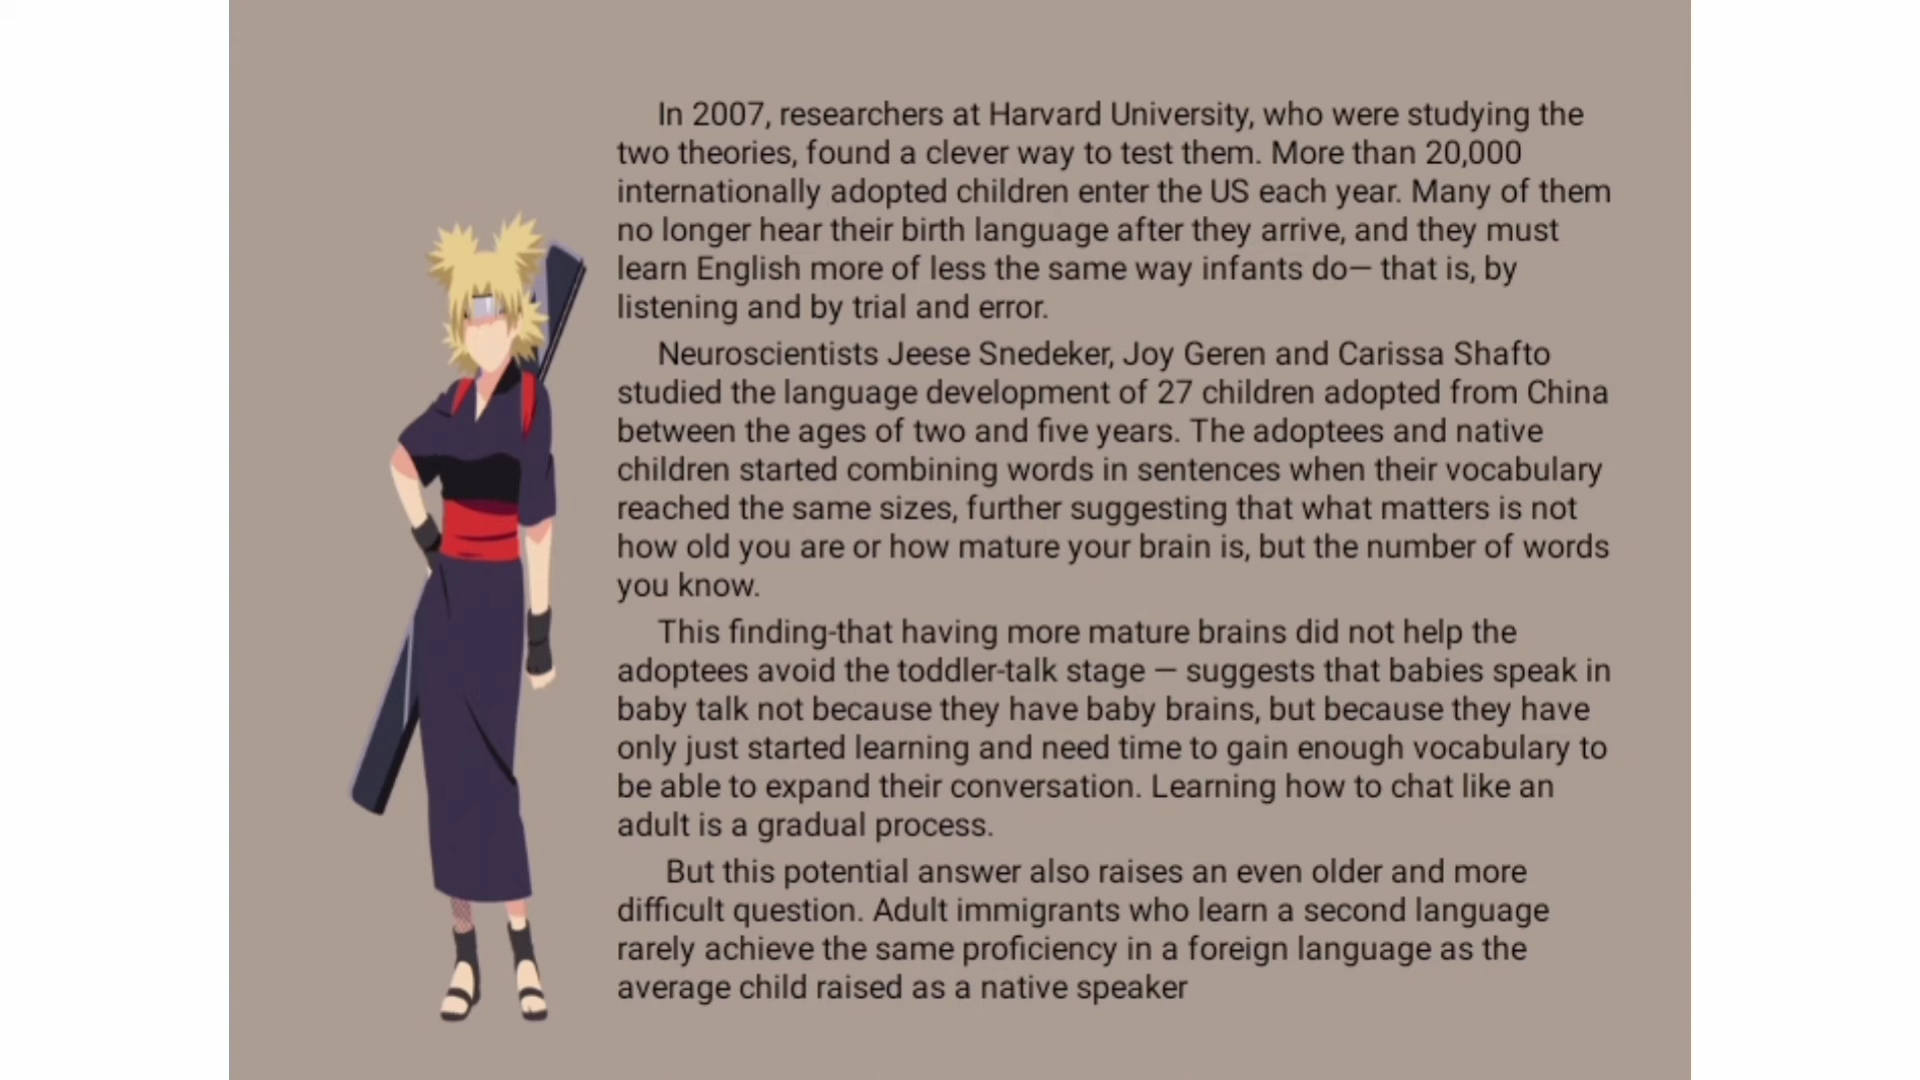 In 2007, researchers at Harvard University, who were studying the
two theories, found a clever way to test them. More than 20,000
internationally adopted children enter the US each year. Many of them
no longer hear their birth language after they arrive, and they must
learn English more of less the same way infants do— that is, by
listening and by trial and error.
Neuroscientists Jeese Snedeker, Joy Geren and Carissa Shafto
studied the language development of 27 children adopted from China
between the ages of two and five years. The adoptees and native
children started combining words in sentences when their vocabulary
reached the same sizes, further suggesting that what matters is not
how old you are or how mature your brain is, but the number of words
you know.
This finding-that having more mature brains did not help the
adoptees avoid the toddler-talk stage — suggests that babies speak in
baby talk not because they have baby brains, but because they have
only just started learning and need time to gain enough vocabulary to
be able to expand their conversation. Learning how to chat like an
adult is a gradual process.
But this potential answer also raises an even older and more
difficult question. Adult immigrants who learn a second language
rarely achieve the same proficiency in a foreign language as the
average child raised as a native speaker